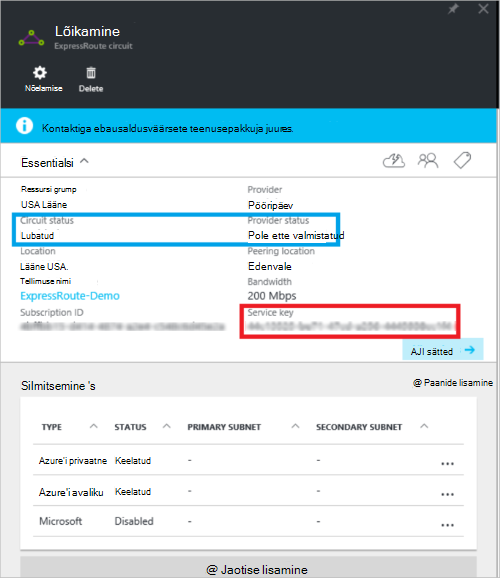 Lõikamine
ExpressRoute circuit
Nõelamise Delete
Kontaktiga ebausaldusväärsete teenusepakkuja juures.
Essentialsi
Ressursi grump Provider
USA Lääne Pööripäev
Circuit status Provider status
Lubatud Pole ette valmistatud
Location Peering location
Lääne USA. Edenvale
Tellimuse nimi Bandwidth
ExpressRoute-Demo 200 Mbps
Subscription ID Service key
AJI sätted
Silmitsemine 's @ Paanide lisamine
TYPE STATUS PRIMARY SUBNET SECONDARY SUBNET
Azure'i privaatne Keelatud - - ...
Azure'i avaliku Keelatud - - ...
Microsoft Disabled - - ...
@ Jaotise lisamine